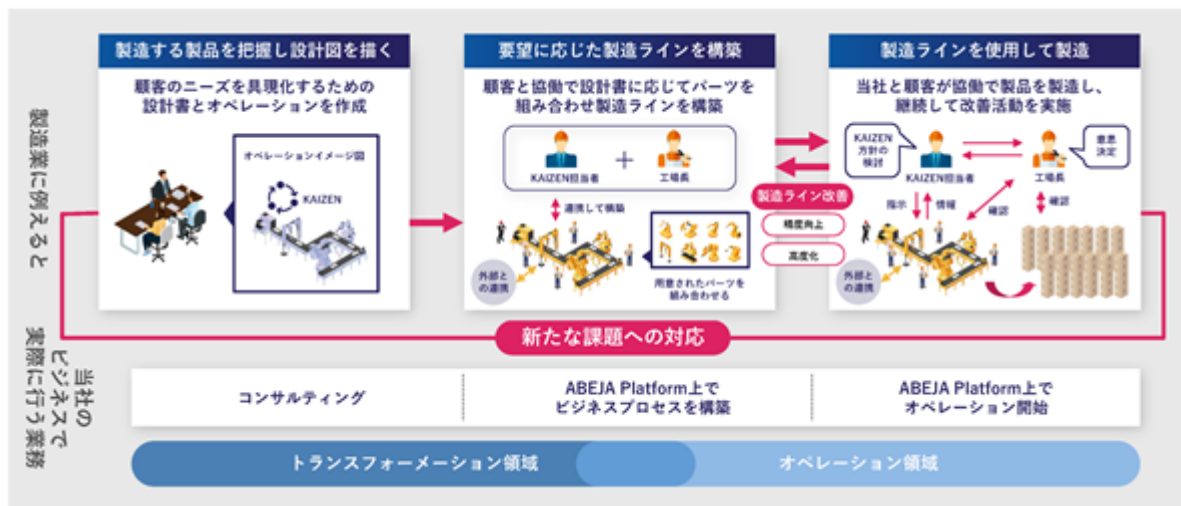 製造業に例えると
製造する製品を把握し設計図を描く
顧客のニーズを具現化するための
設計書とオペレーションを作成
オペレーションイメージ図
KAIZEN
要望に応じた製造ラインを構築
顧客と協働で設計書に応じてパーツを
組み合わせ製造ラインを構築
KAIZEN担当者
+
工場長
連携して構築
外部と
の連携
用意されたパーツを
組み合わせる
製造ライン改善
精度向上
高度化
製造ラインを使用して製造
当社と顧客が協働で製品を製造し、
継続して改善活動を実施
KAIZEN
方針の
検討
意思
決定
KAIZEN担当者
工場長
指示
情報
確認
確認
外部と
の連携
新たな課題への対応
当社の
ビジネスで
実際に行う業務
コンサルティング
ABEJA Platform上で
ビジネスプロセスを構築
ABEJA Platform上で
オペレーション開始
トランスフォーメーション領域
オペレーション領域